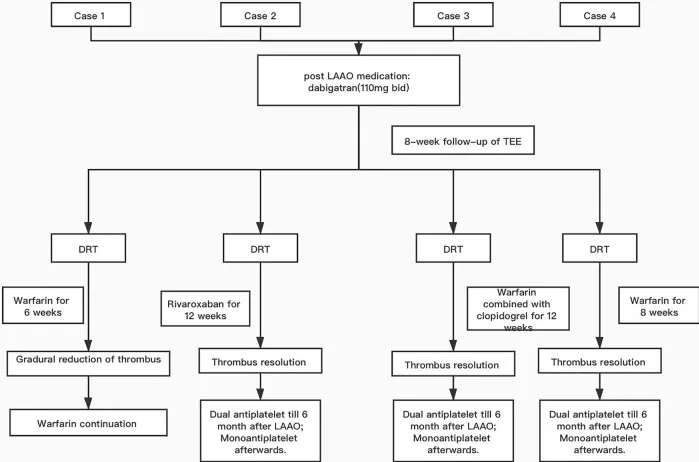 Case 1
Case 2
Case 3
Case 4
post LAAO medication:
dabigatran(110mg bid)
8-week follow-up of TEE
DRT
DRT
DRT
DRT
Warfarin for
6 weeks
Rivaroxaban for
12 weeks
Warfarin
combined with
clopidogrel for 12
weeks
Warfarin for
8 weeks
Gradural reduction of thrombus
Thrombus resolution
Thrombus resolution
Thrombus resolution
Warfarin continuation
Dual antiplatelet till 6
month after LAAO;
Monoantiplatelet
afterwards.
Dual antiplatelet till 6
month after LAAO;
Monoantiplatelet
afterwards.
Dual antiplatelet till 6
month after LAAO;
Monoantiplatelet
afterwards.